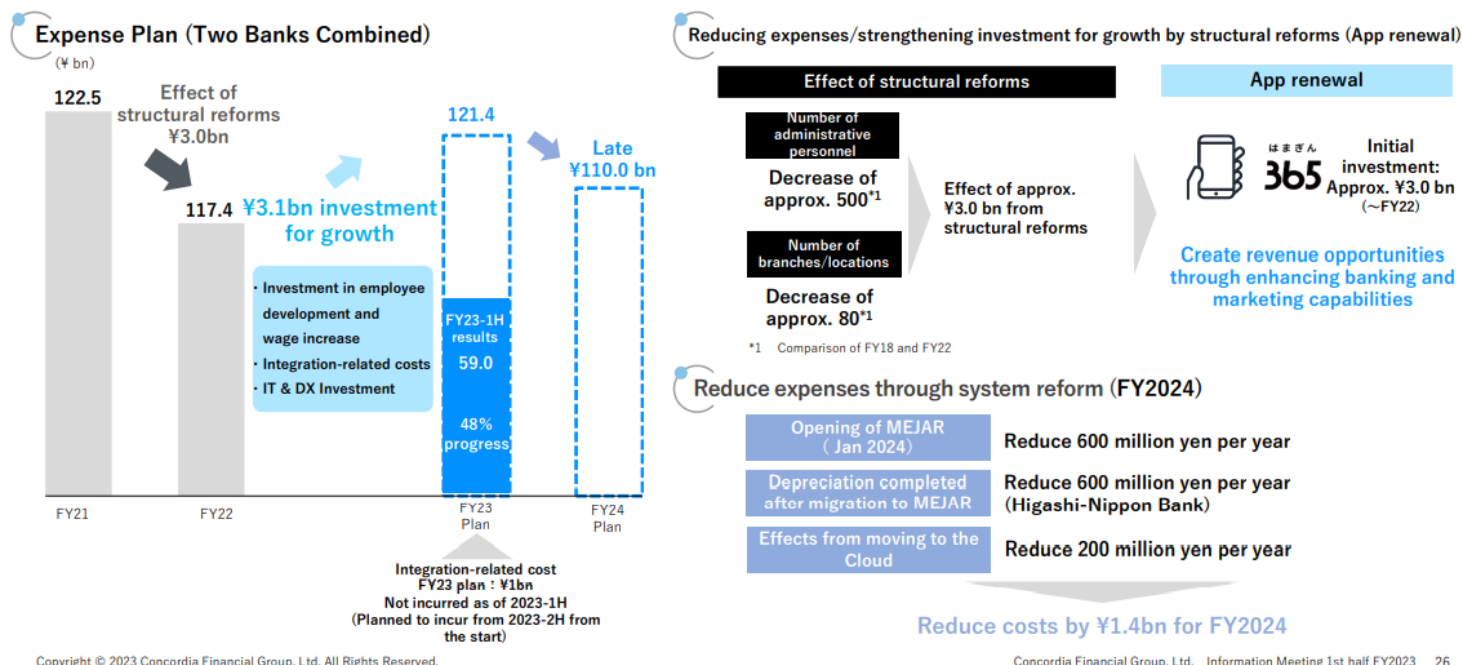 Expense Plan (Two Banks Combined)
(¥ bn)
122.5
Effect of
structural reforms
¥3.0bn
117.4
¥3.1bn investment
for growth
・Investment in employee
development and
wage increase
・Integration-related costs
・IT & DX Investment
121.4
FY23-1H
results
59.0
48%
progress
Late
¥110.0 bn
FY21
FY22
FY23
Plan
FY24
Plan
Integration-related cost
FY23 plan：¥1bn
Not incurred as of 2023-1H
(Planned to incur from 2023-2H from
the start)
Reducing expenses/strengthening investment for growth by structural reforms (App renewal)
Effect of structural reforms
Number of
administrative
personnel
Decrease of
approx. 500*1
Number of
branches/locations
Decrease of
approx. 80*1
*1 Comparison of FY18 and FY22
Effect of approx.
¥3.0 bn from
structural reforms
App renewal
はまぎん
365
Initial
investment:
Approx. ¥3.0 bn
(～FY22)
Create revenue opportunities
through enhancing banking and
marketing capabilities
Reduce expenses through system reform (FY2024)
Opening of MEJAR
( Jan 2024)
Reduce 600 million yen per year
Depreciation completed
after migration to MEJAR
Reduce 600 million yen per year
(Higashi-Nippon Bank)
Effects from moving to the
Cloud
Reduce 200 million yen per year
Reduce costs by ¥1.4bn for FY2024
Copyright © 2023 Concordia Financial Group, Ltd. All Rights Reserved.
Concordia Financial Group, Ltd. Information Meeting 1st half FY2023 26